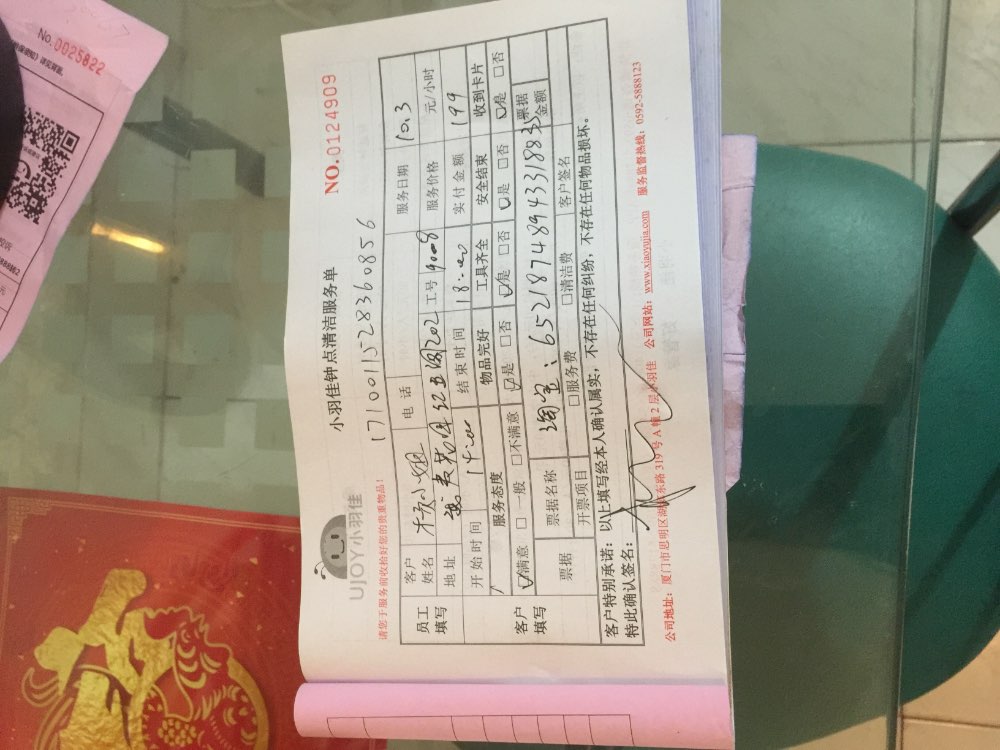 No.0025822
UJOY小羽佳
小羽佳钟点清洁服务单
NO.0124909
请您于服务前收拾好您的贵重物品!
171001152836 0856
员工填写
客户姓名
杨小姐
电话
服务日期
10.3
地址
工号
9008
服务价格
元/小时
开始时间
14:00
结束时间
18:00
实付金额
199
客户填写
服务态度
物品完好
工具齐全
安全结束
收到卡片
满意 □一般 □不满意
是 □否
是 □否
是 □否
是 □否
票据
票据名称
淘宝:65218748943318835
票据金额
开票项目
□服务费
□清洁费
客户签名
客户特别承诺:以上填写经本人确认属实,不存在任何纠纷,不存在任何物品损坏。
特此确认签名:
公司地址:厦门市思明区湖滨东路319号A幢2层小羽佳 公司网站:www.xiaoyujia.com 服务监督热线:0592-5888123